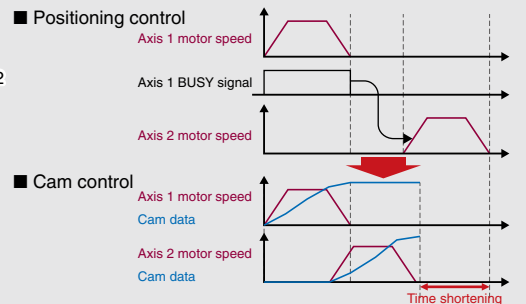 ■ Positioning control
Axis 1 motor speed
2
Axis 1 BUSY signal
Axis 2 motor speed
■ Cam control
Axis 1 motor speed
Cam data
Axis 2 motor speed
Cam data
Time shortening